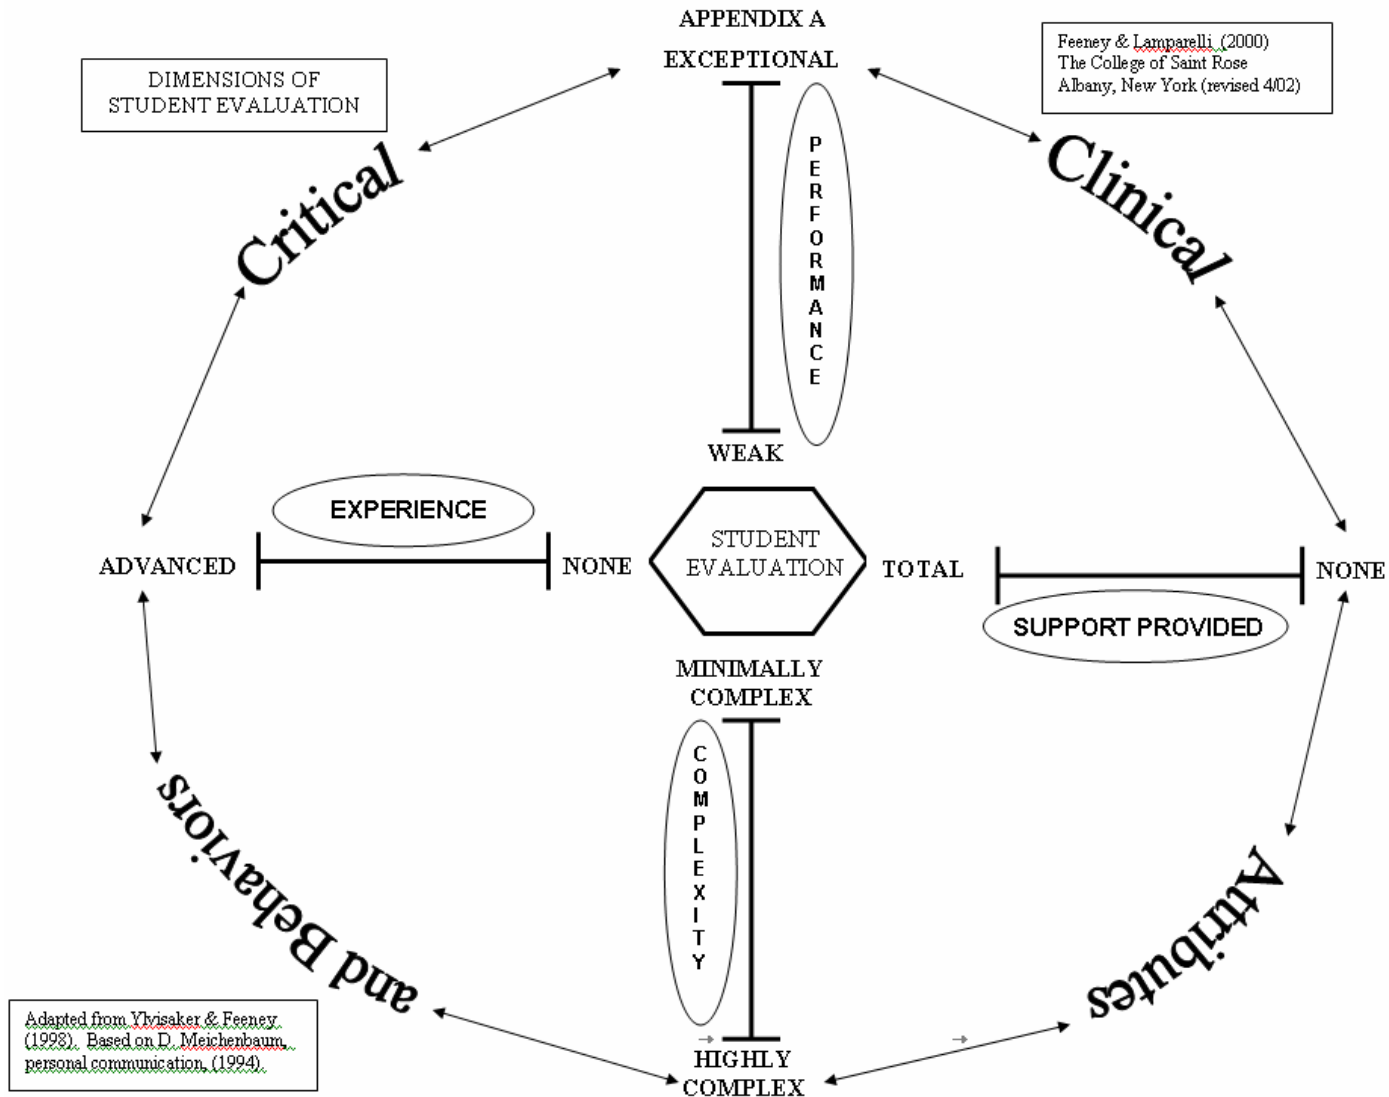 APPENDIX A
EXCEPTIONAL
DIMENSIONS OF
STUDENT EVALUATION
Feeney & Lamparelli (2000)
The College of Saint Rose
Albany, New York (revised 4/02)
Critical
Clinical
PERFORMANCE
WEAK
EXPERIENCE
ADVANCED
NONE
STUDENT
EVALUATION
TOTAL
NONE
SUPPORT PROVIDED
MINIMALLY
COMPLEX
COMPLEXITY
and Behaviors
Attributes
Adapted from Ylvisaker & Feeney
(1998). Based on D. Meichenbaum,
personal communication, (1994).
HIGHLY
COMPLEX